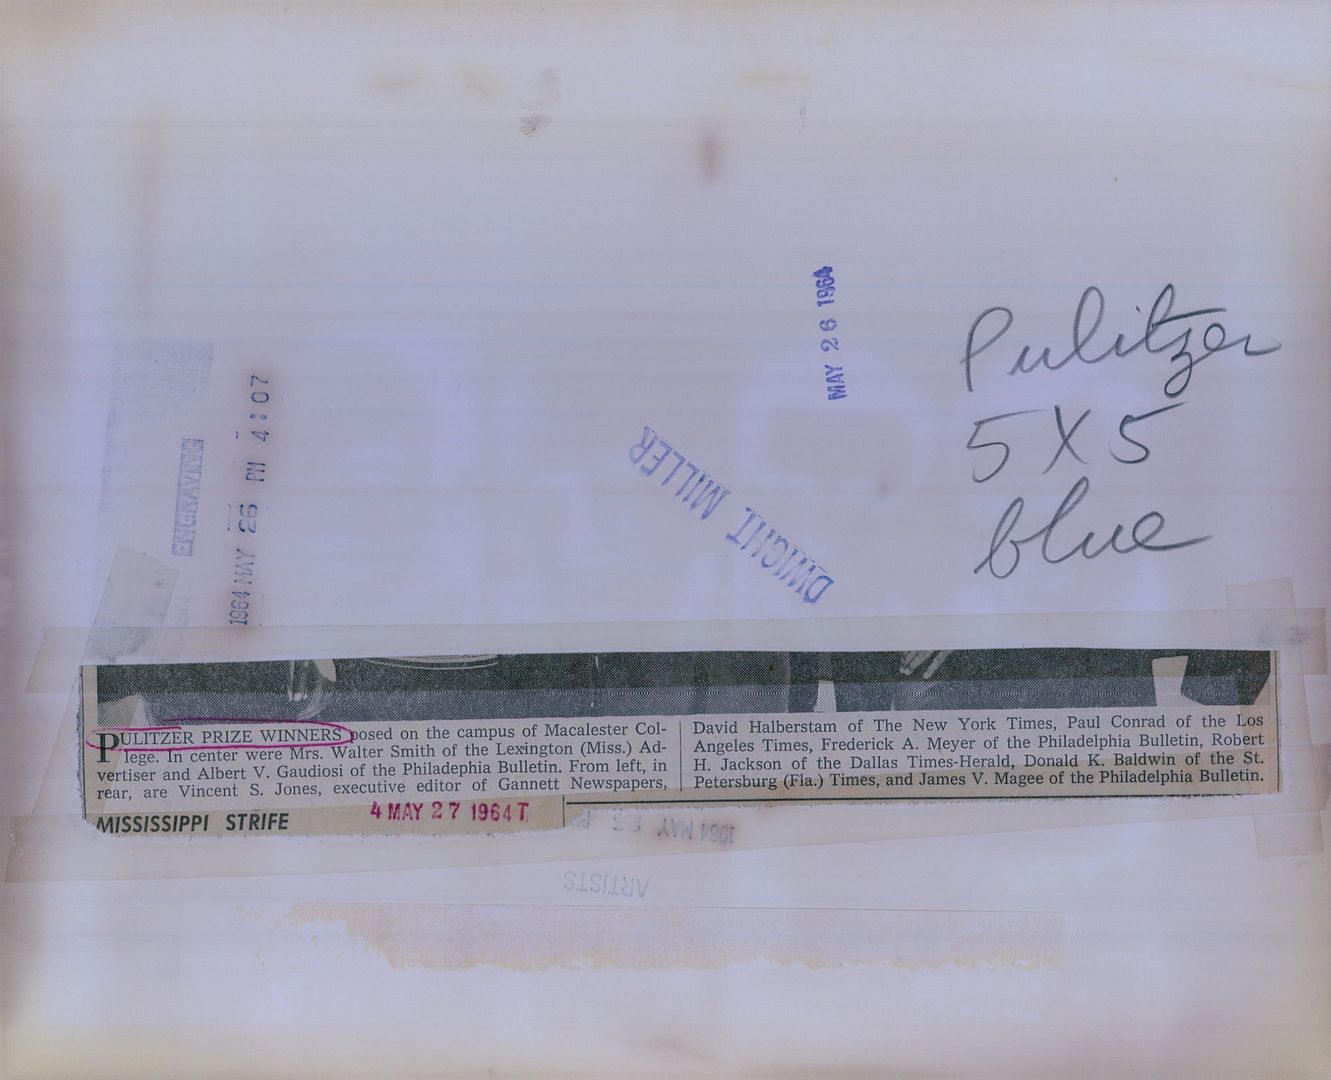 MAY 26 1964
Pulitzer
5 X 5
blue
ENGRAVING
1964 MAY 26 PM 4:07
DWIGHT MILLER
PULITZER PRIZE WINNERS posed on the campus of Macalester Col-
lege. In center were Mrs. Walter Smith of the Lexington (Miss.) Ad-
vertiser and Albert V. Gaudiosi of the Philadephia Bulletin. From left, in
rear, are Vincent S. Jones, executive editor of Gannett Newspapers,
David Halberstam of The New York Times, Paul Conrad of the Los
Angeles Times, Frederick A. Meyer of the Philadelphia Bulletin, Robert
H. Jackson of the Dallas Times-Herald, Donald K. Baldwin of the St.
Petersburg (Fla.) Times, and James V. Magee of the Philadelphia Bulletin.
MISSISSIPPI STRIFE
4 MAY 27 1964 T
1964 MAY
ARTISTS